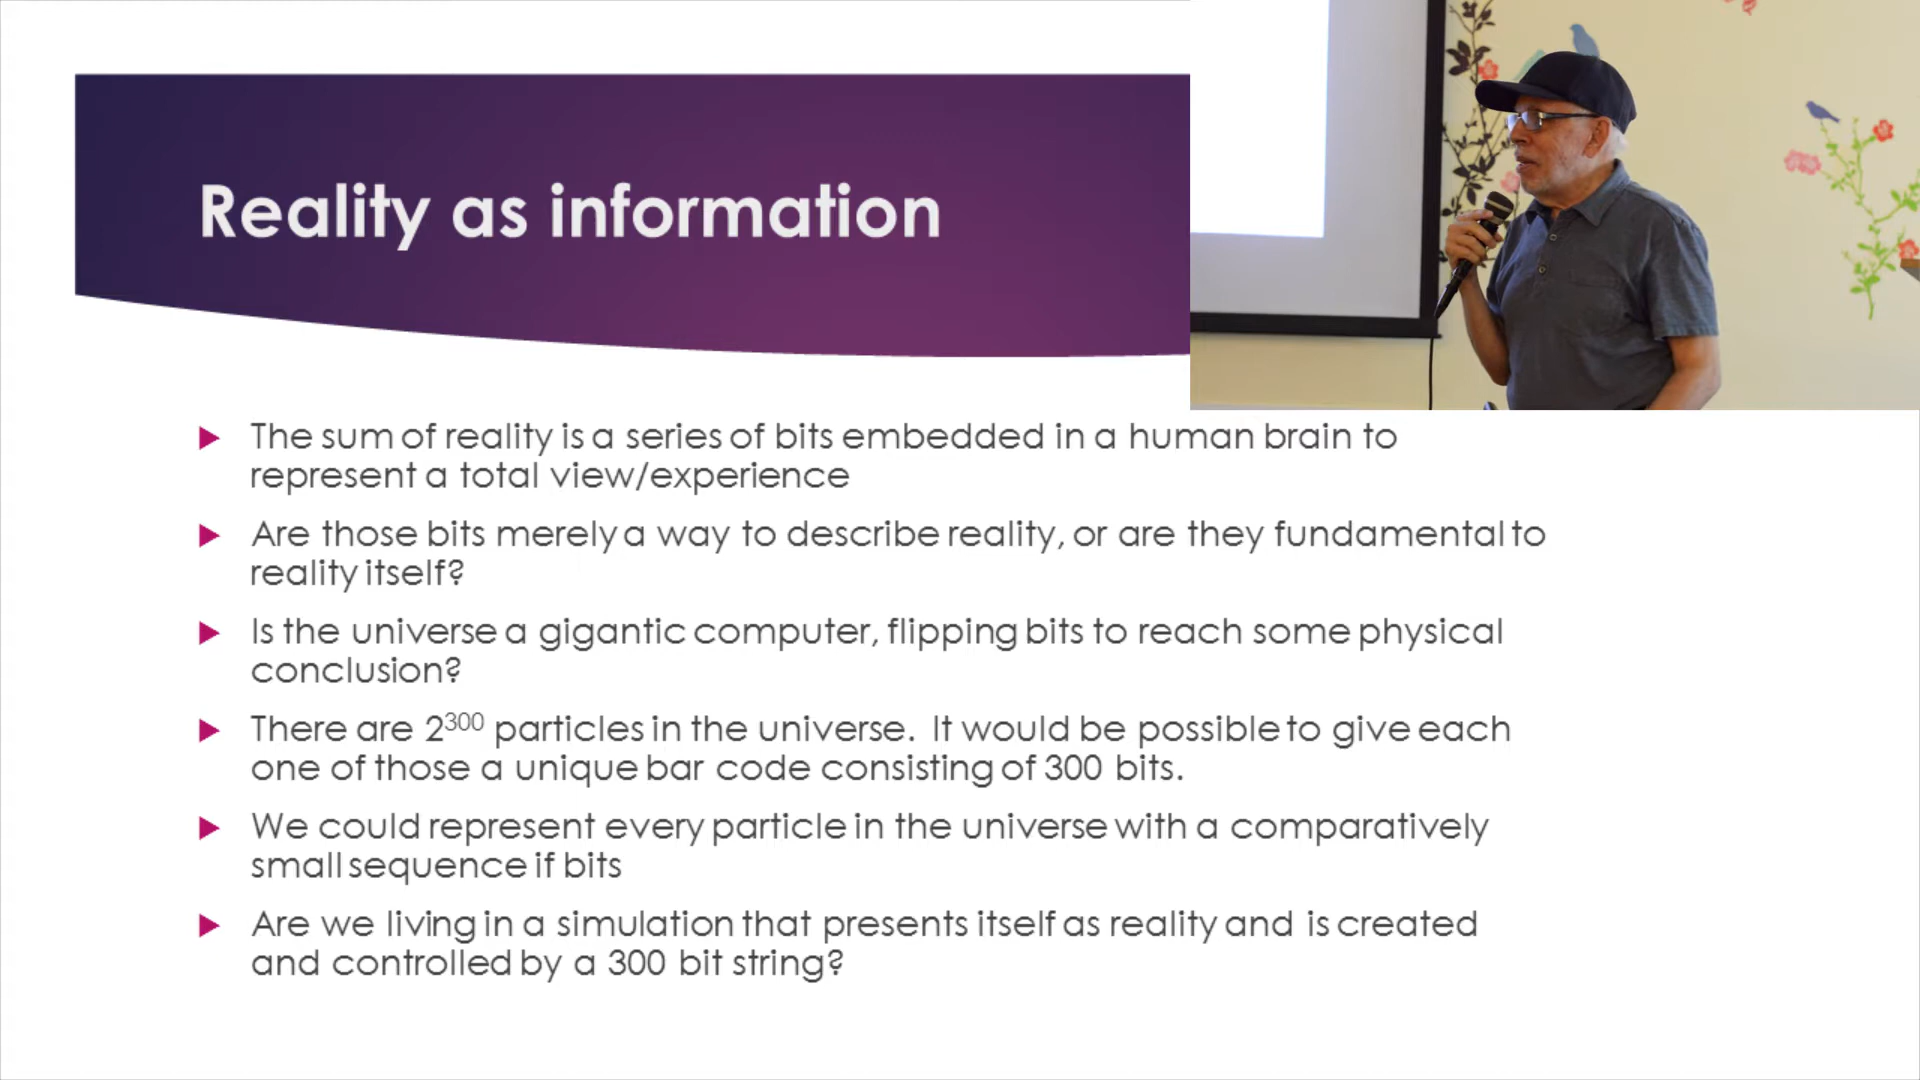 Reality as information
The sum of reality is a series of bits embedded in a human brain to
represent a total view/experience
Are those bits merely a way to describe reality, or are they fundamental to
reality itself?
Is the universe a gigantic computer, flipping bits to reach some physical
conclusion?
There are 2³⁰⁰ particles in the universe. It would be possible to give each
one of those a unique bar code consisting of 300 bits.
We could represent every particle in the universe with a comparatively
small sequence if bits
Are we living in a simulation that presents itself as reality and is created
and controlled by a 300 bit string?